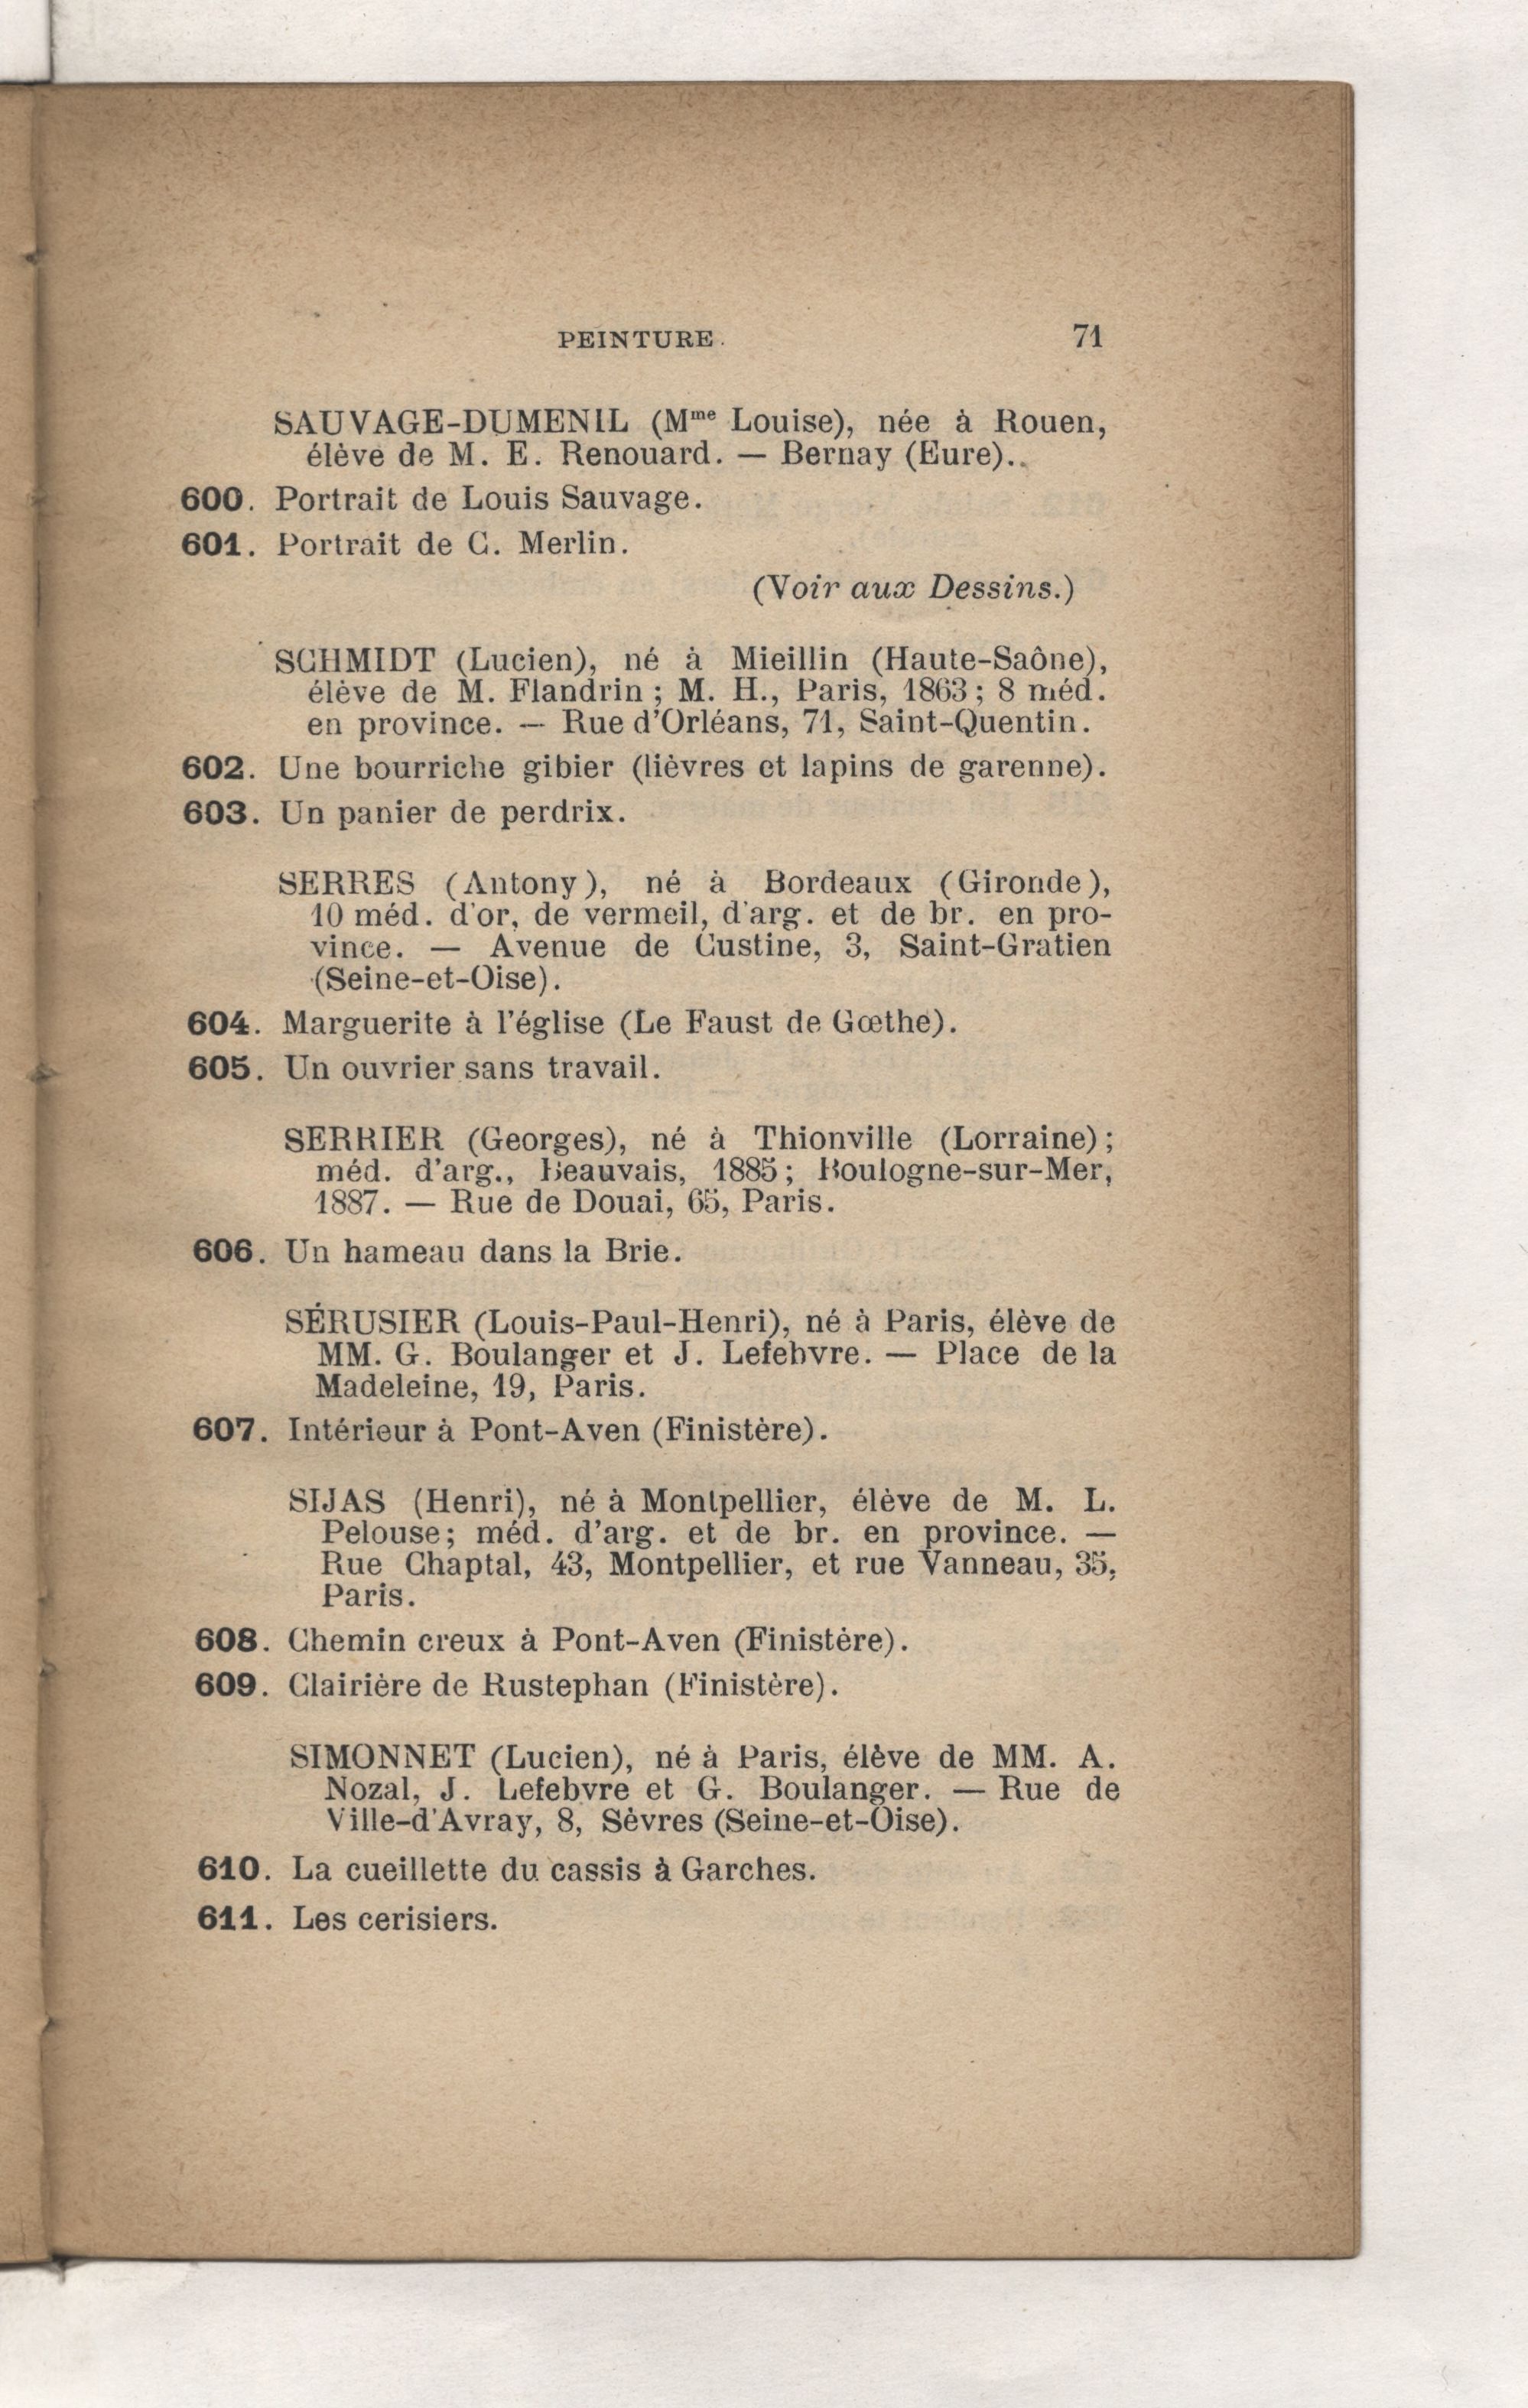 PEINTURE. 71
SAUVAGE-DUMENIL (Mme Louise), née à Rouen,
élève de M. E. Renouard. — Bernay (Eure).
600. Portrait de Louis Sauvage.
601. Portrait de C. Merlin.
(Voir aux Dessins.)
SCHMIDT (Lucien), né à Mieillin (Haute-Saône),
élève de M. Flandrin ; M. H., Paris, 1863 ; 8 méd.
en province. — Rue d'Orléans, 71, Saint-Quentin.
602. Une bourriche gibier (lièvres et lapins de garenne).
603. Un panier de perdrix.
SERRES (Antony), né à Bordeaux (Gironde),
10 méd. d'or, de vermeil, d'arg. et de br. en pro-
vince. — Avenue de Custine, 3, Saint-Gratien
(Seine-et-Oise).
604. Marguerite à l'église (Le Faust de Gœthe).
605. Un ouvrier sans travail.
SERRIER (Georges), né à Thionville (Lorraine) ;
méd. d'arg., Beauvais, 1885 ; Boulogne-sur-Mer,
1887. — Rue de Douai, 65, Paris.
606. Un hameau dans la Brie.
SÉRUSIER (Louis-Paul-Henri), né à Paris, élève de
MM. G. Boulanger et J. Lefebvre. — Place de la
Madeleine, 19, Paris.
607. Intérieur à Pont-Aven (Finistère).
SIJAS (Henri), né à Montpellier, élève de M. L.
Pelouse ; méd. d'arg. et de br. en province. —
Rue Chaptal, 43, Montpellier, et rue Vanneau, 35,
Paris.
608. Chemin creux à Pont-Aven (Finistère).
609. Clairière de Rustephan (Finistère).
SIMONNET (Lucien), né à Paris, élève de MM. A.
Nozal, J. Lefebvre et G. Boulanger. — Rue de
Ville-d'Avray, 8, Sèvres (Seine-et-Oise).
610. La cueillette du cassis à Garches.
611. Les cerisiers.